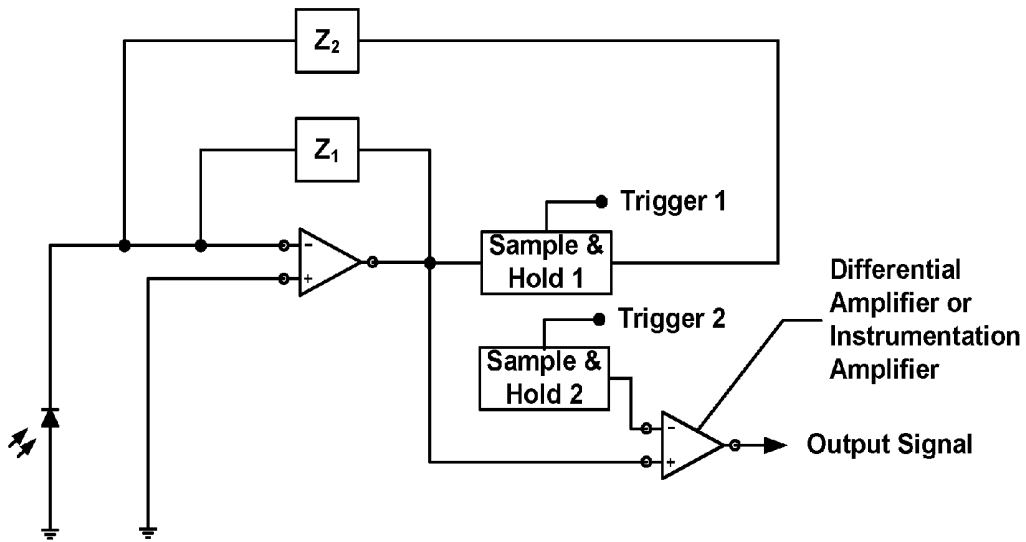 Z₂
Z₁
Trigger 1
Sample &
Hold 1
Differential
Amplifier or
Instrumentation
Amplifier
Trigger 2
Sample &
Hold 2
-
+
-
+
Output Signal